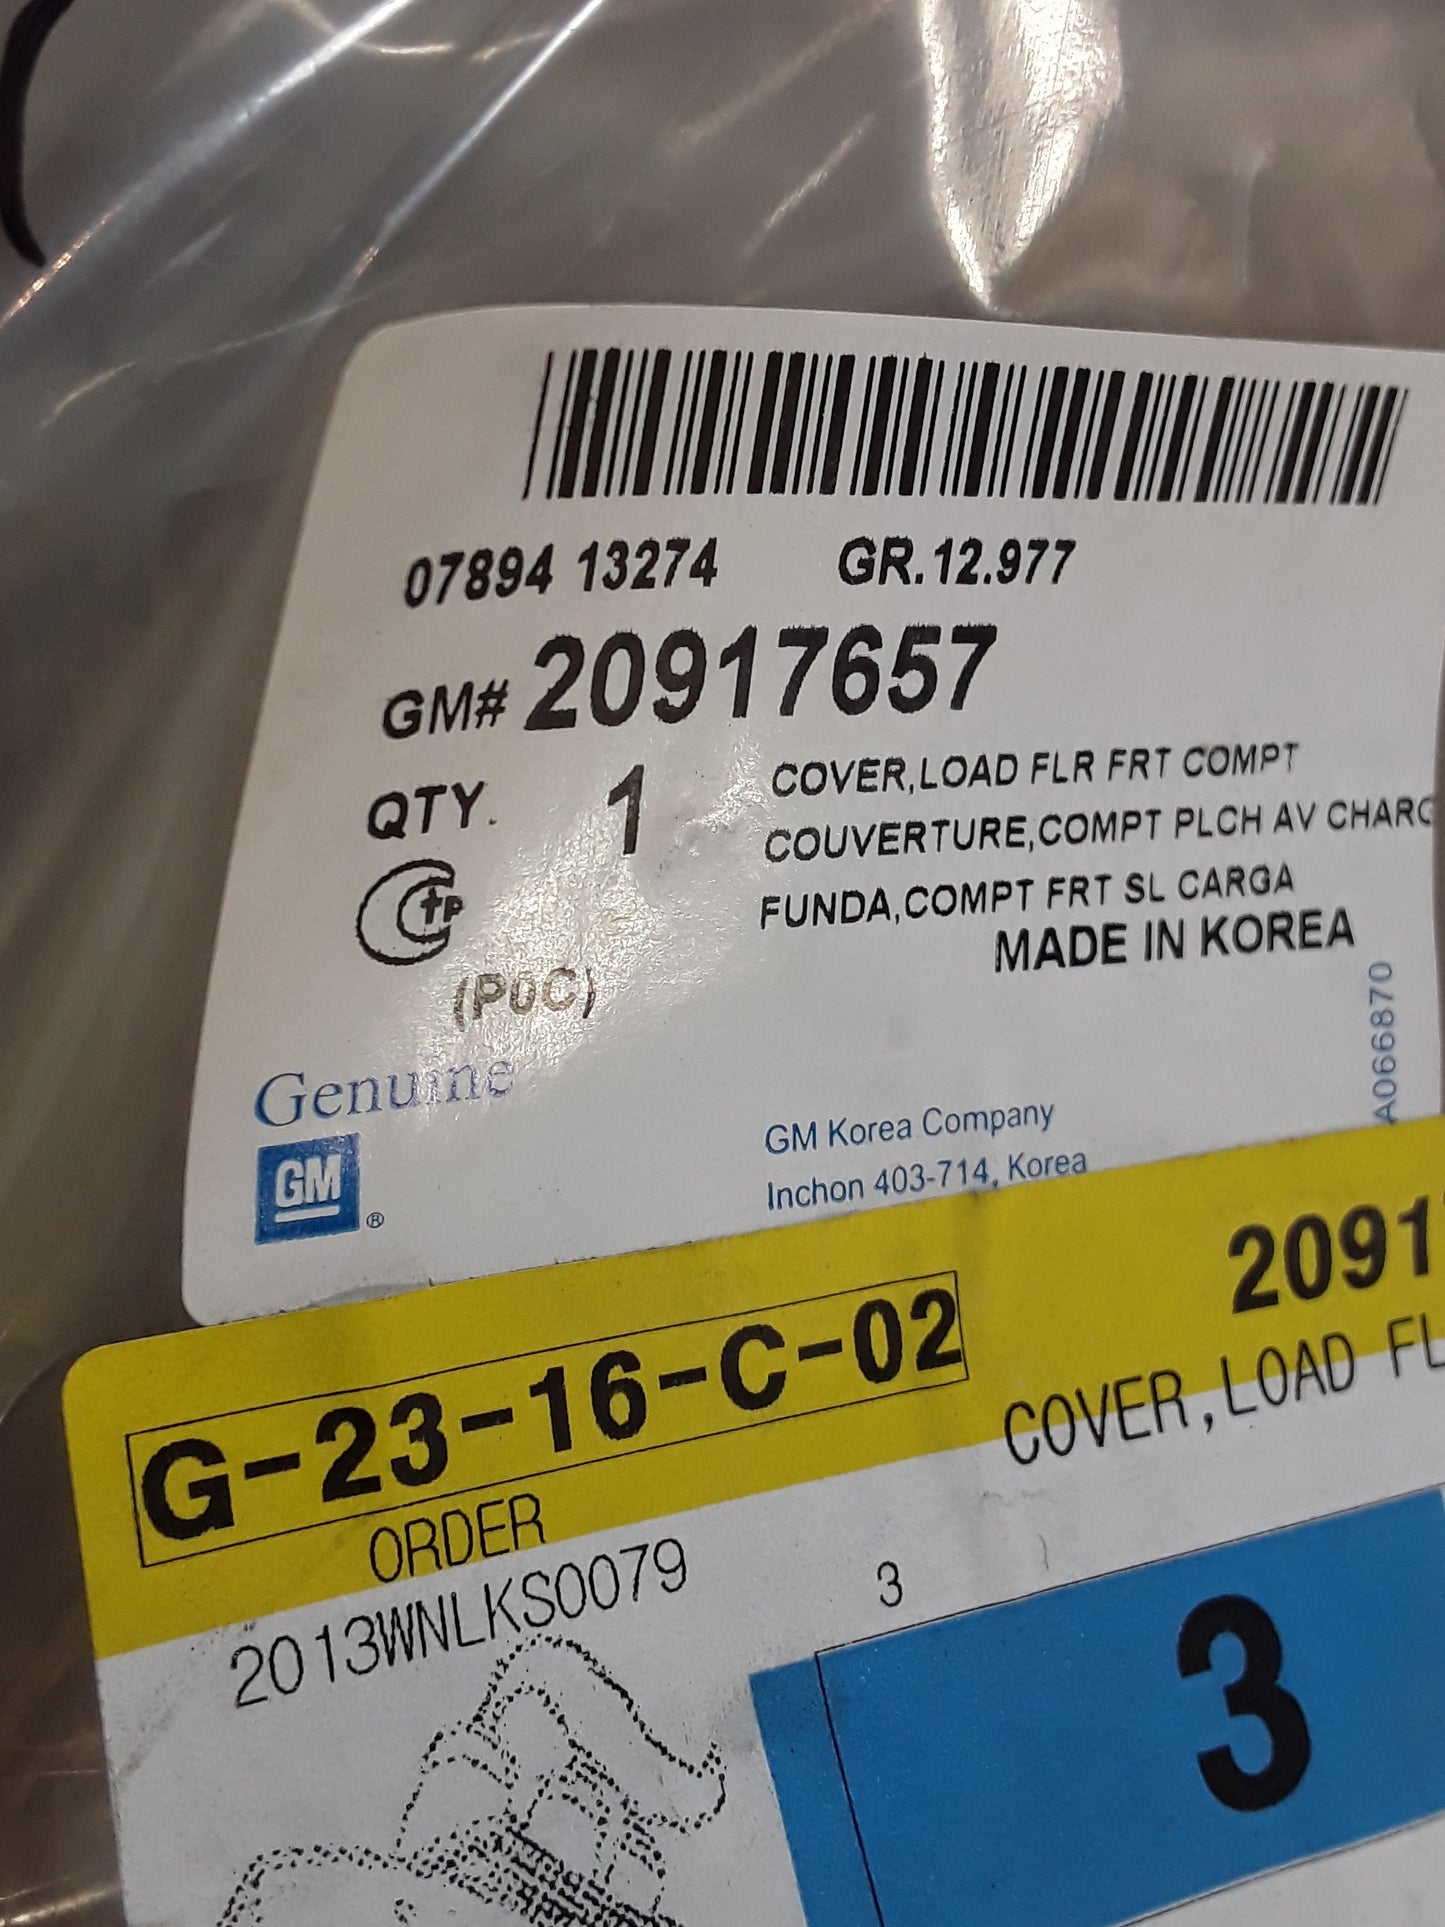 07894 13274 GR.12.977
GM# 20917657
QTY. 1
COVER,LOAD FLR FRT COMPT
COUVERTURE,COMPT PLCH AV CHARG
FUNDA,COMPT FRT SL CARGA
MADE IN KOREA
(P0C)
A066870
Genuine
GM ®
GM Korea Company
Inchon 403-714, Korea
G-23-16-C-02
2091
COVER,LOAD FL
ORDER
2013WNLKS0079
3
3